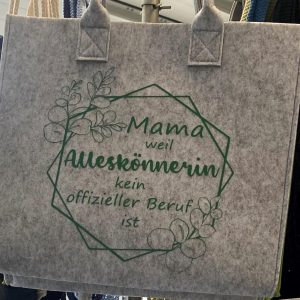 Mama
weil
Alleskönnerin
kein
offizieller Beruf
ist